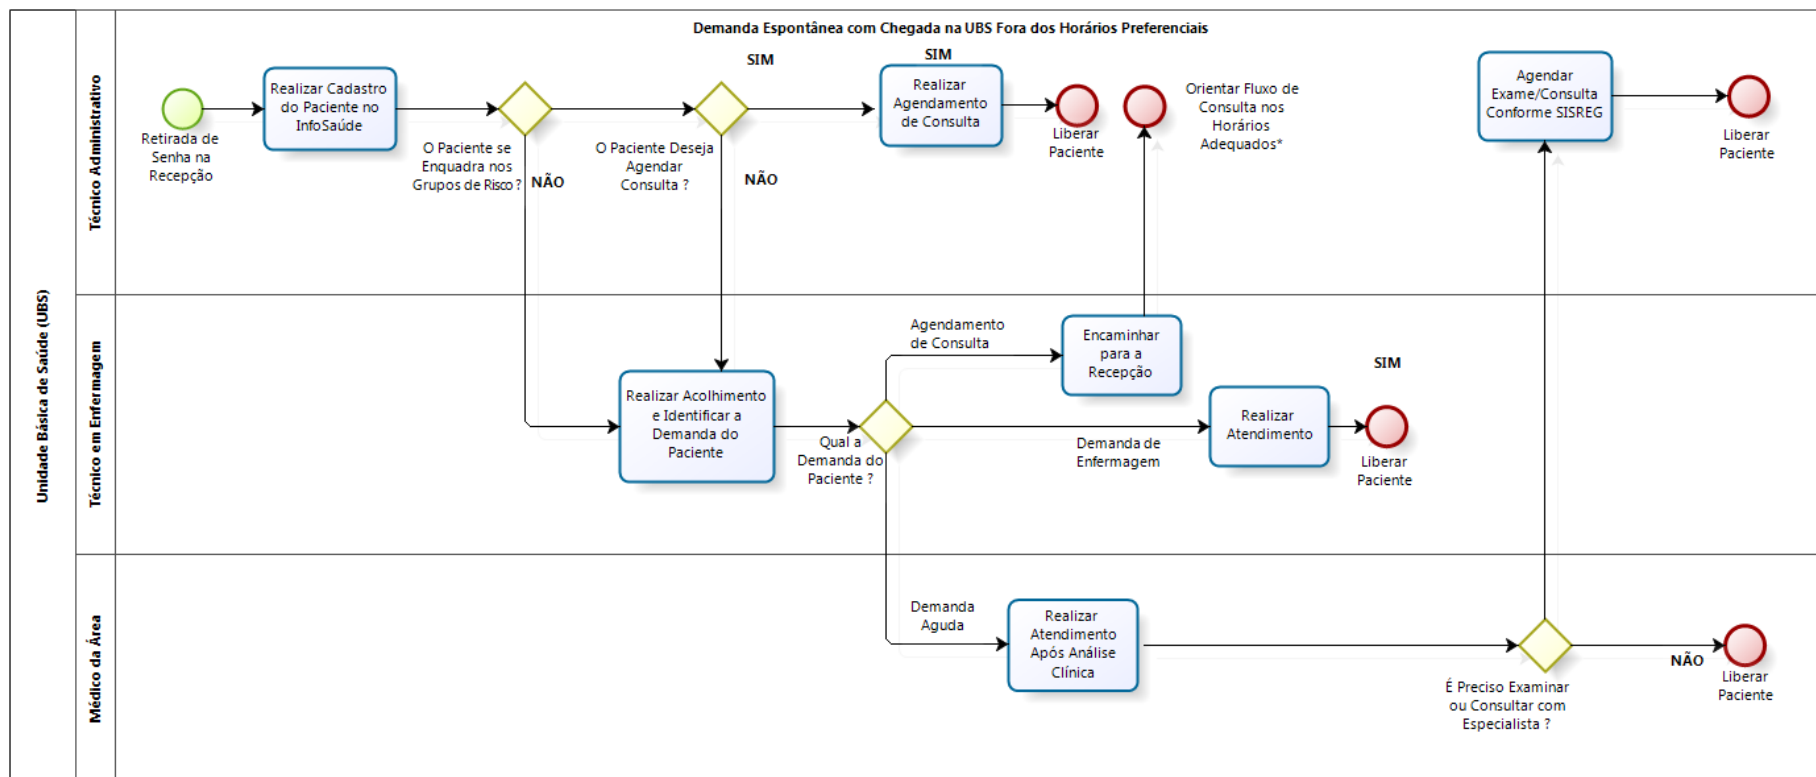 Demanda Espontânea com Chegada na UBS Fora dos Horários Preferenciais
Unidade Básica de Saúde (UBS)
Técnico Administrativo
Retirada de
Senha na
Recepção
Realizar Cadastro
do Paciente no
InfoSaúde
O Paciente se
Enquadra nos
Grupos de Risco ?
NÃO
SIM
O Paciente Deseja
Agendar
Consulta ?
NÃO
SIM
Realizar
Agendamento
de Consulta
Liberar
Paciente
Orientar Fluxo de
Consulta nos
Horários
Adequados*
Agendar
Exame/Consulta
Conforme SISREG
Liberar
Paciente
Técnico em Enfermagem
Realizar Acolhimento
e Identificar a
Demanda do
Paciente
Qual a
Demanda do
Paciente ?
Agendamento
de Consulta
Encaminhar
para a
Recepção
Demanda de
Enfermagem
Realizar
Atendimento
SIM
Liberar
Paciente
Médico da Área
Demanda
Aguda
Realizar
Atendimento
Após Análise
Clínica
É Preciso Examinar
ou Consultar com
Especialista ?
NÃO
Liberar
Paciente